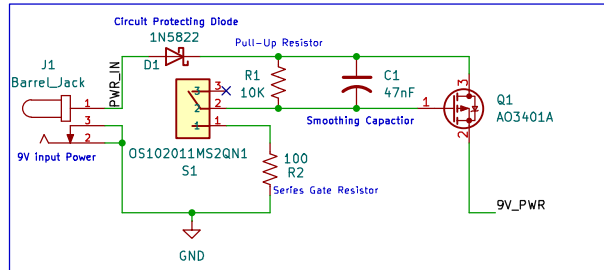 Circuit Protecting Diode
1N5822
D1
Pull-Up Resistor
J1
Barrel_Jack
PWR_IN
1
3
2
9V input Power
3
2
1
3
2
1
OS102011MS2QN1
S1
R1
10K
C1
47nF
Smoothing Capactior
1
3
2
Q1
AO3401A
100
R2
Series Gate Resistor
9V_PWR
GND